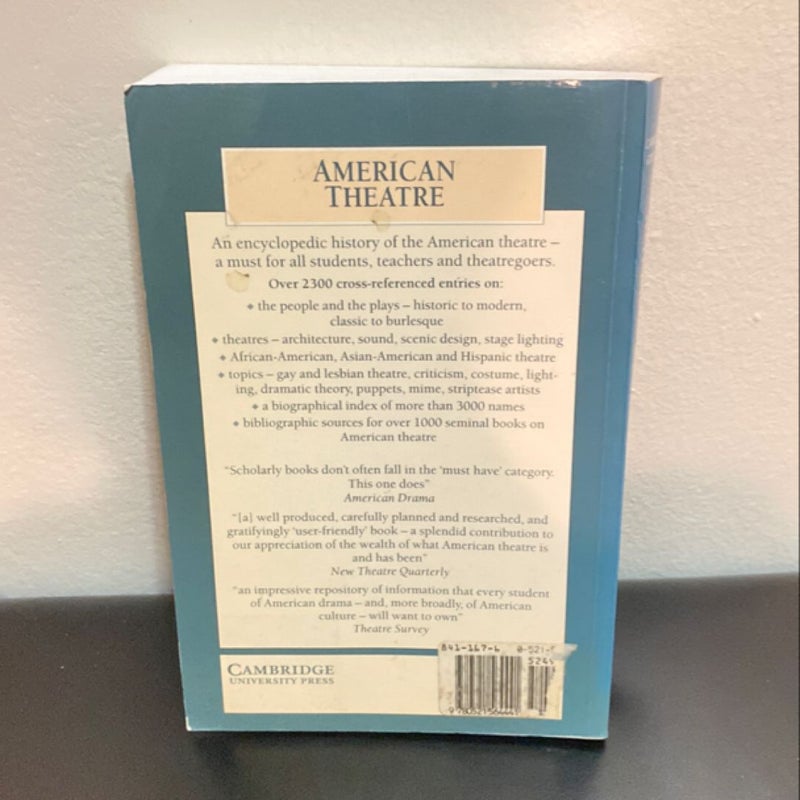 AMERICAN
THEATRE
An encyclopedic history of the American theatre –
a must for all students, teachers and theatregoers.
Over 2300 cross-referenced entries on:
◆ the people and the plays – historic to modern,
classic to burlesque
◆ theatres – architecture, sound, scenic design, stage lighting
◆ African-American, Asian-American and Hispanic theatre
◆ topics – gay and lesbian theatre, criticism, costume, light-
ing, dramatic theory, puppets, mime, striptease artists
◆ a biographical index of more than 3000 names
◆ bibliographic sources for over 1000 seminal books on
American theatre
“Scholarly books don’t often fall in the ‘must have’ category.
This one does”
American Drama
“[a] well produced, carefully planned and researched, and
gratifyingly ‘user-friendly’ book – a splendid contribution to
our appreciation of the wealth of what American theatre is
and has been”
New Theatre Quarterly
“an impressive repository of information that every student
of American drama – and, more broadly, of American
culture – will want to own”
Theatre Survey
CAMBRIDGE
UNIVERSITY PRESS
841-167-6 0-521-